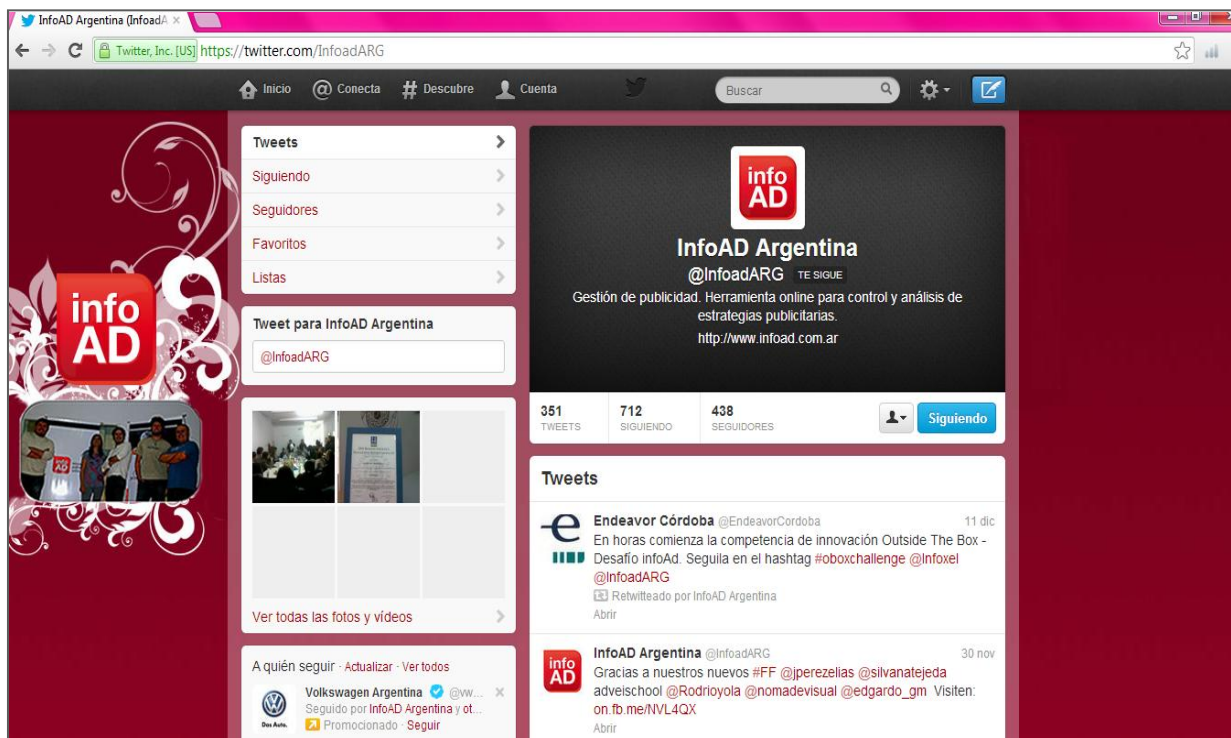 InfoAD Argentina (InfoadA
Twitter, Inc. [US] https://twitter.com/InfoadARG
Inicio Conecta Descubre Cuenta Buscar
info
AD
Tweets
Siguiendo
Seguidores
Favoritos
Listas
Tweet para InfoAD Argentina
@InfoadARG
Ver todas las fotos y vídeos
A quién seguir · Actualizar · Ver todos
Volkswagen Argentina @vw...
Seguido por InfoAD Argentina y ot...
Promocionado · Seguir
Das Auto.
info
AD
InfoAD Argentina
@InfoadARG TE SIGUE
Gestión de publicidad. Herramienta online para control y análisis de
estrategias publicitarias.
http://www.infoad.com.ar
351 712 438
TWEETS SIGUIENDO SEGUIDORES
Siguiendo
Tweets
Endeavor Córdoba @EndeavorCordoba 11 dic
En horas comienza la competencia de innovación Outside The Box -
Desafío infoAd. Seguila en el hashtag #oboxchallenge @Infoxel
@InfoadARG
Retwitteado por InfoAD Argentina
Abrir
info
AD
InfoAD Argentina @InfoadARG 30 nov
Gracias a nuestros nuevos #FF @jperezelias @silvanatejeda
adveischool @Rodrioyola @nomadevisual @edgardo_gm Visiten:
on.fb.me/NVL4QX
Abrir